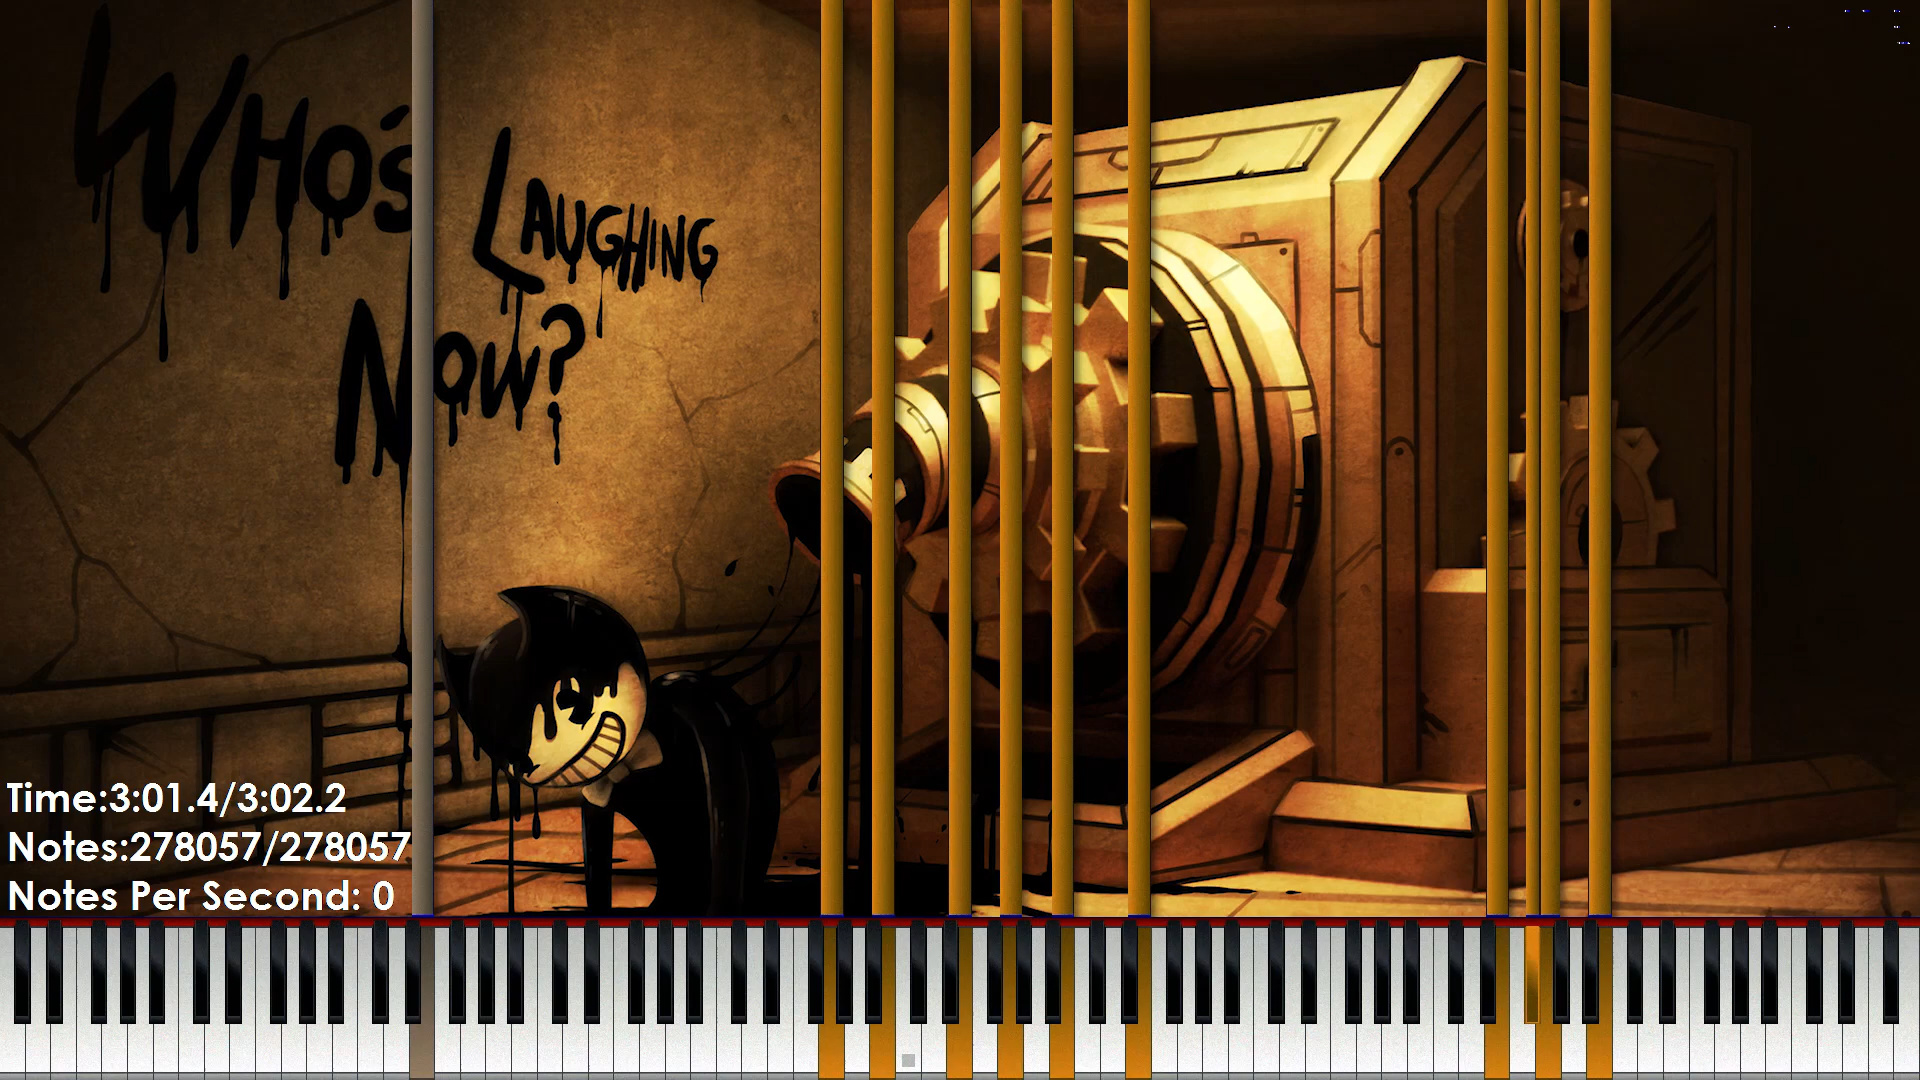 WHO'S
LAUGHING
NOW?
Time:3:01.4/3:02.2
Notes:278057/278057
Notes Per Second: 0